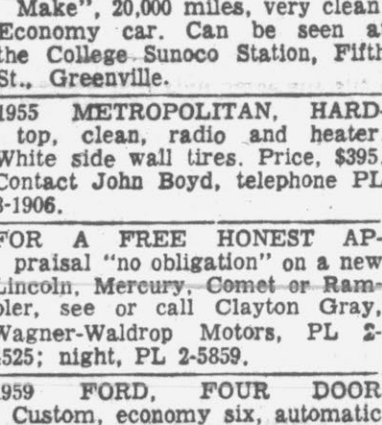 Make”, 20,000 miles, very clean
Economy car. Can be seen a
the College Sunoco Station, Fifth
St., Greenville.
1955 METROPOLITAN, HARD-
top, clean, radio and heater
White side wall tires. Price, $395.
Contact John Boyd, telephone PL
3-1906.
FOR A FREE HONEST AP-
praisal “no obligation” on a new
Lincoln, Mercury, Comet or Ram-
bler, see or call Clayton Gray,
Wagner-Waldrop Motors, PL 2-
4525; night, PL 2-5859.
1959 FORD, FOUR DOOR
Custom, economy six, automatic